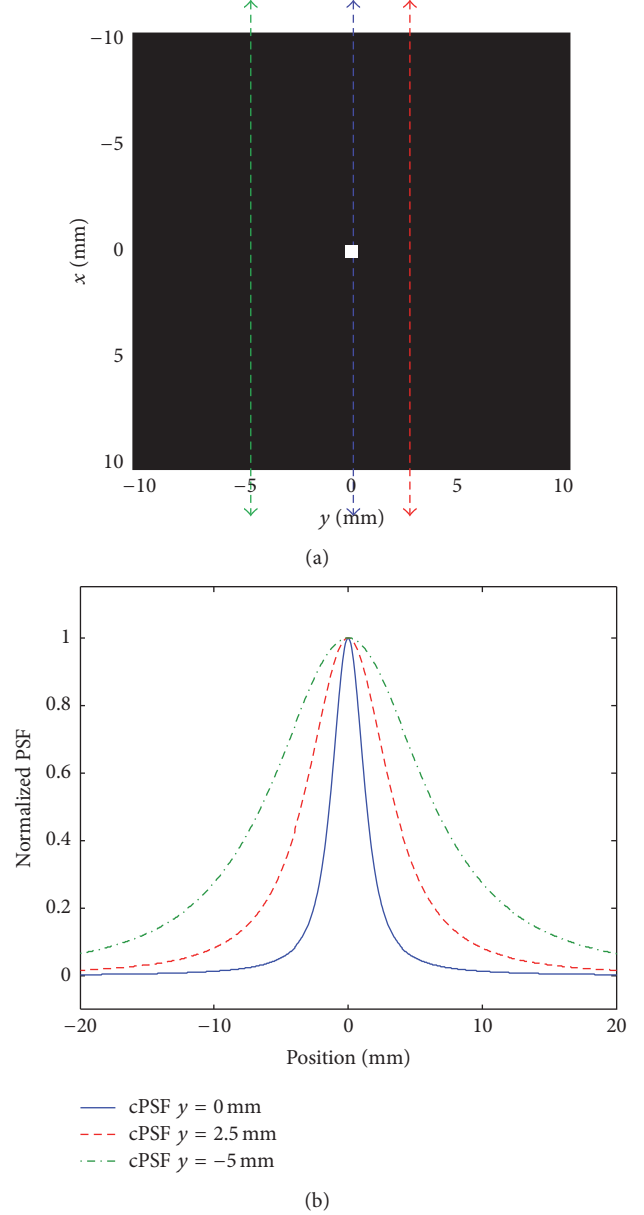 −10
−5
0
5
10
x (mm)
−10 −5 0 5 10
y (mm)
(a)
1
0.8
0.6
0.4
0.2
0
Normalized PSF
−20 −10 0 10 20
Position (mm)
cPSF y = 0 mm
cPSF y = 2.5 mm
cPSF y = −5 mm
(b)